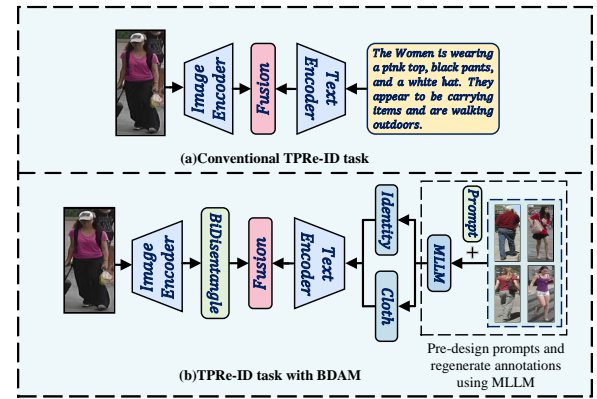 Image
Encoder
Fusion
Text
Encoder
The Women is wearing
a pink top, black pants,
and a white hat. They
appear to be carrying
items and are walking
outdoors.
(a)Conventional TPRe-ID task
Image
Encoder
BiDisentangle
Fusion
Text
Encoder
Identity
Cloth
MLLM
Prompt
+
Pre-design prompts and
regenerate annotations
using MLLM
(b)TPRe-ID task with BDAM